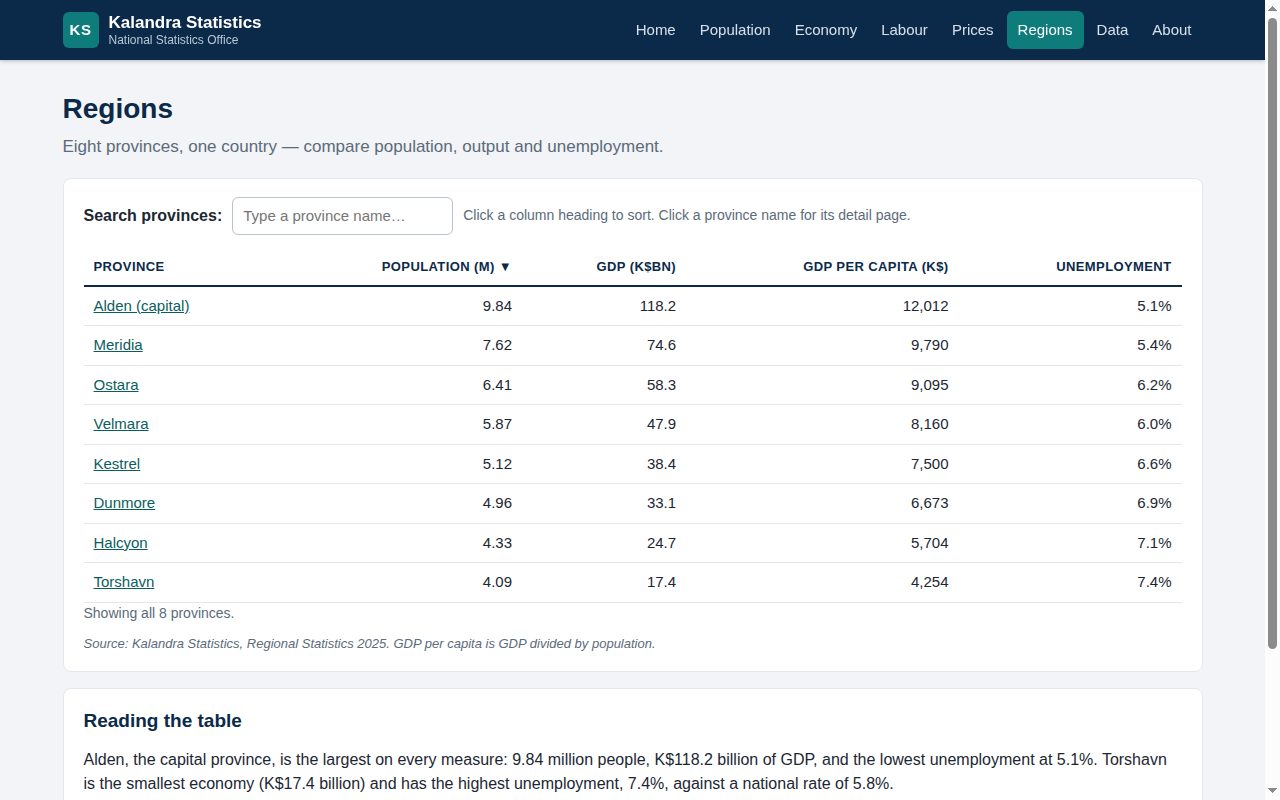 KS
Kalandra Statistics
National Statistics Office
Home Population Economy Labour Prices Regions Data About
Regions
Eight provinces, one country — compare population, output and unemployment.
Search provinces: Type a province name… Click a column heading to sort. Click a province name for its detail page.
PROVINCE POPULATION (M) ▼ GDP (K$BN) GDP PER CAPITA (K$) UNEMPLOYMENT
Alden (capital) 9.84 118.2 12,012 5.1%
Meridia 7.62 74.6 9,790 5.4%
Ostara 6.41 58.3 9,095 6.2%
Velmara 5.87 47.9 8,160 6.0%
Kestrel 5.12 38.4 7,500 6.6%
Dunmore 4.96 33.1 6,673 6.9%
Halcyon 4.33 24.7 5,704 7.1%
Torshavn 4.09 17.4 4,254 7.4%
Showing all 8 provinces.
Source: Kalandra Statistics, Regional Statistics 2025. GDP per capita is GDP divided by population.
Reading the table
Alden, the capital province, is the largest on every measure: 9.84 million people, K$118.2 billion of GDP, and the lowest unemployment at 5.1%. Torshavn
is the smallest economy (K$17.4 billion) and has the highest unemployment, 7.4%, against a national rate of 5.8%.